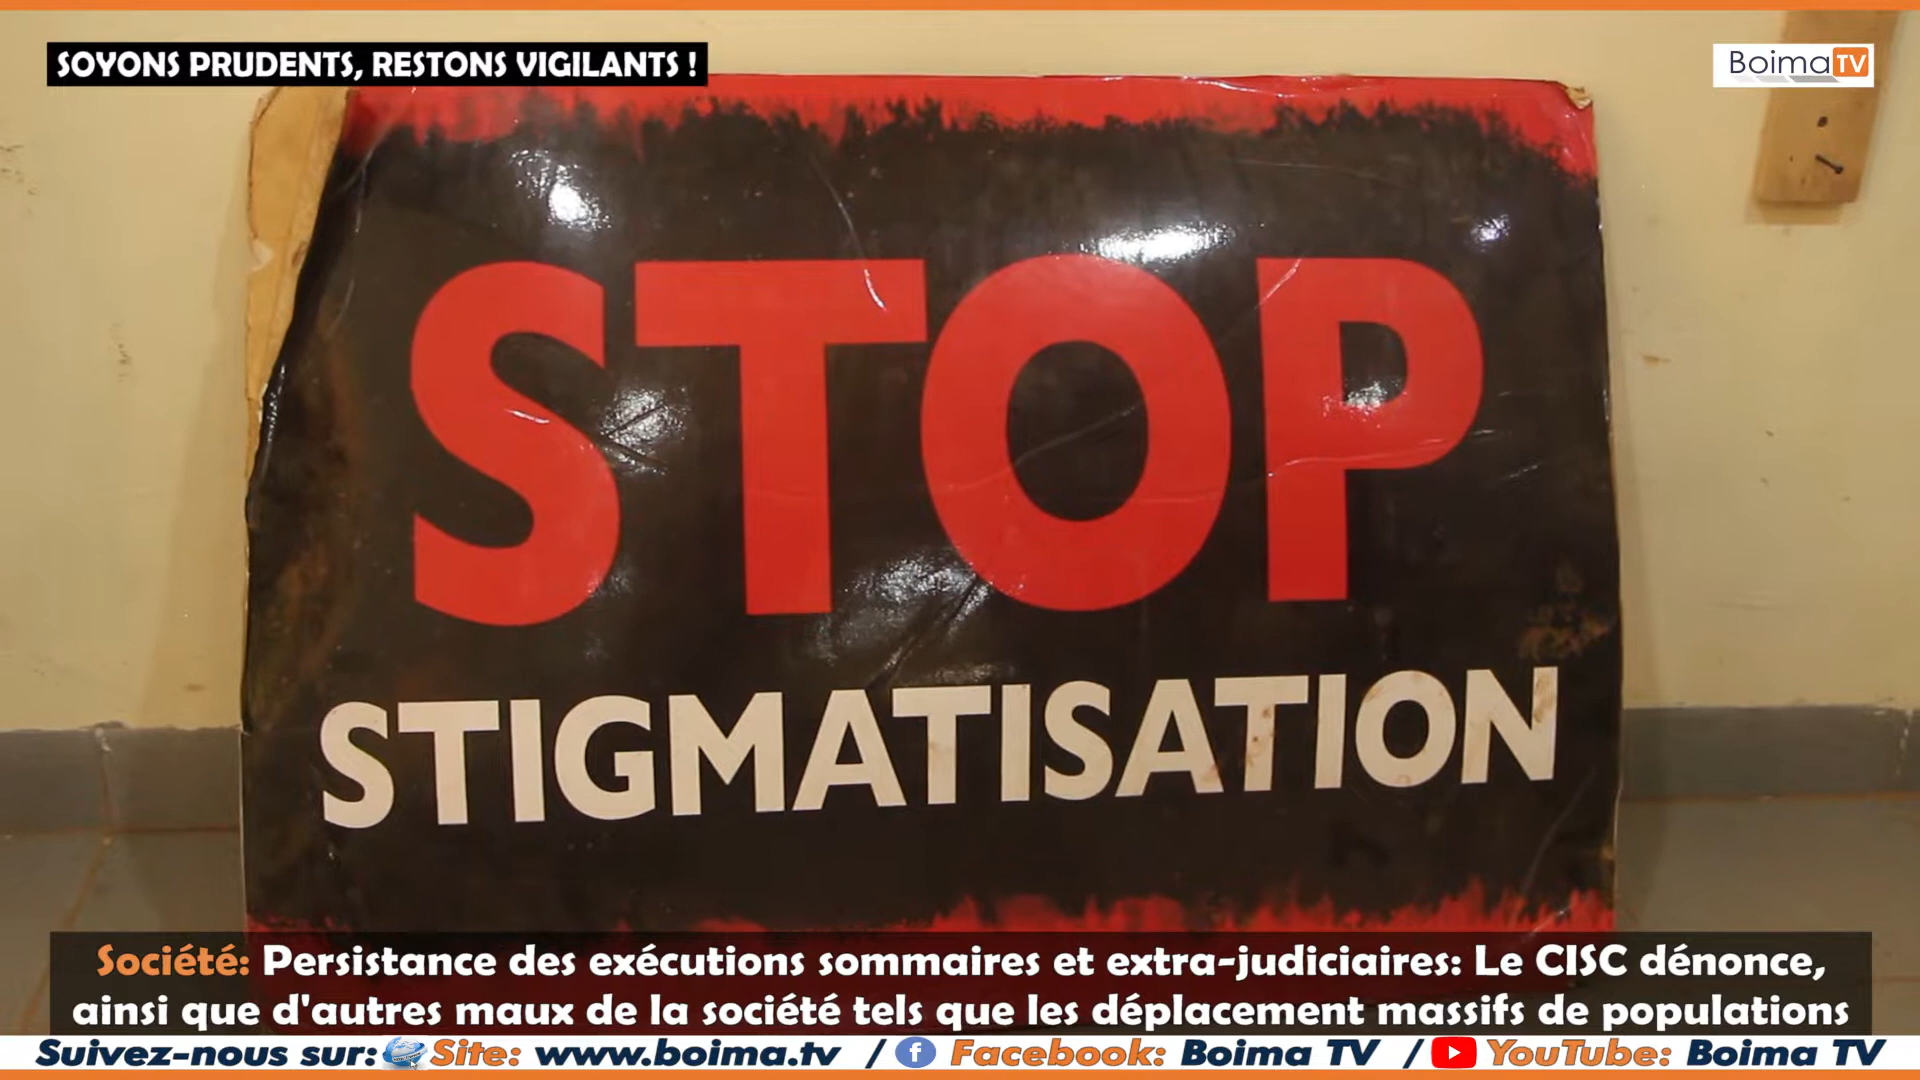 SOYONS PRUDENTS, RESTONS VIGILANTS !
Boima TV
STOP
STIGMATISATION
Société: Persistance des exécutions sommaires et extra-judiciaires: Le CISC dénonce,
ainsi que d'autres maux de la société tels que les déplacement massifs de populations
Suivez-nous sur: Site: www.boima.tv / Facebook: Boima TV / YouTube: Boima TV